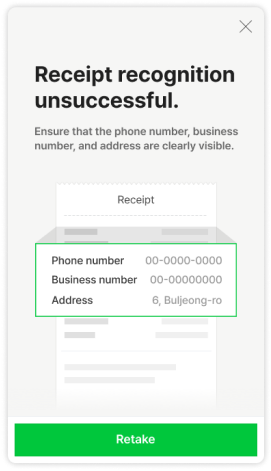 Receipt recognition
unsuccessful.
Ensure that the phone number, business
number, and address are clearly visible.
Receipt
Phone number 00-0000-0000
Business number 00-00000000
Address 6, Buljeong-ro
Retake